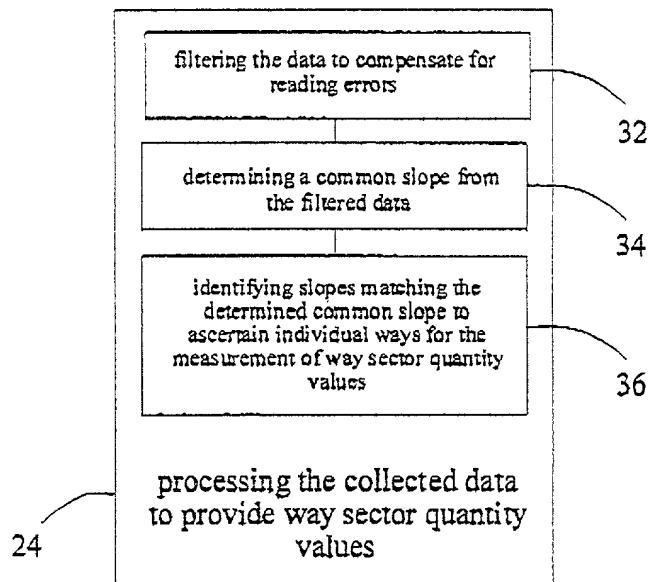 filtering the data to compensate for
reading errors
32
determining a common slope from
the filtered data
34
identifying slopes matching the
determined common slope to
ascertain individual ways for the
measurement of way sector quantity
values
36
processing the collected data
to provide way sector quantity
values
24